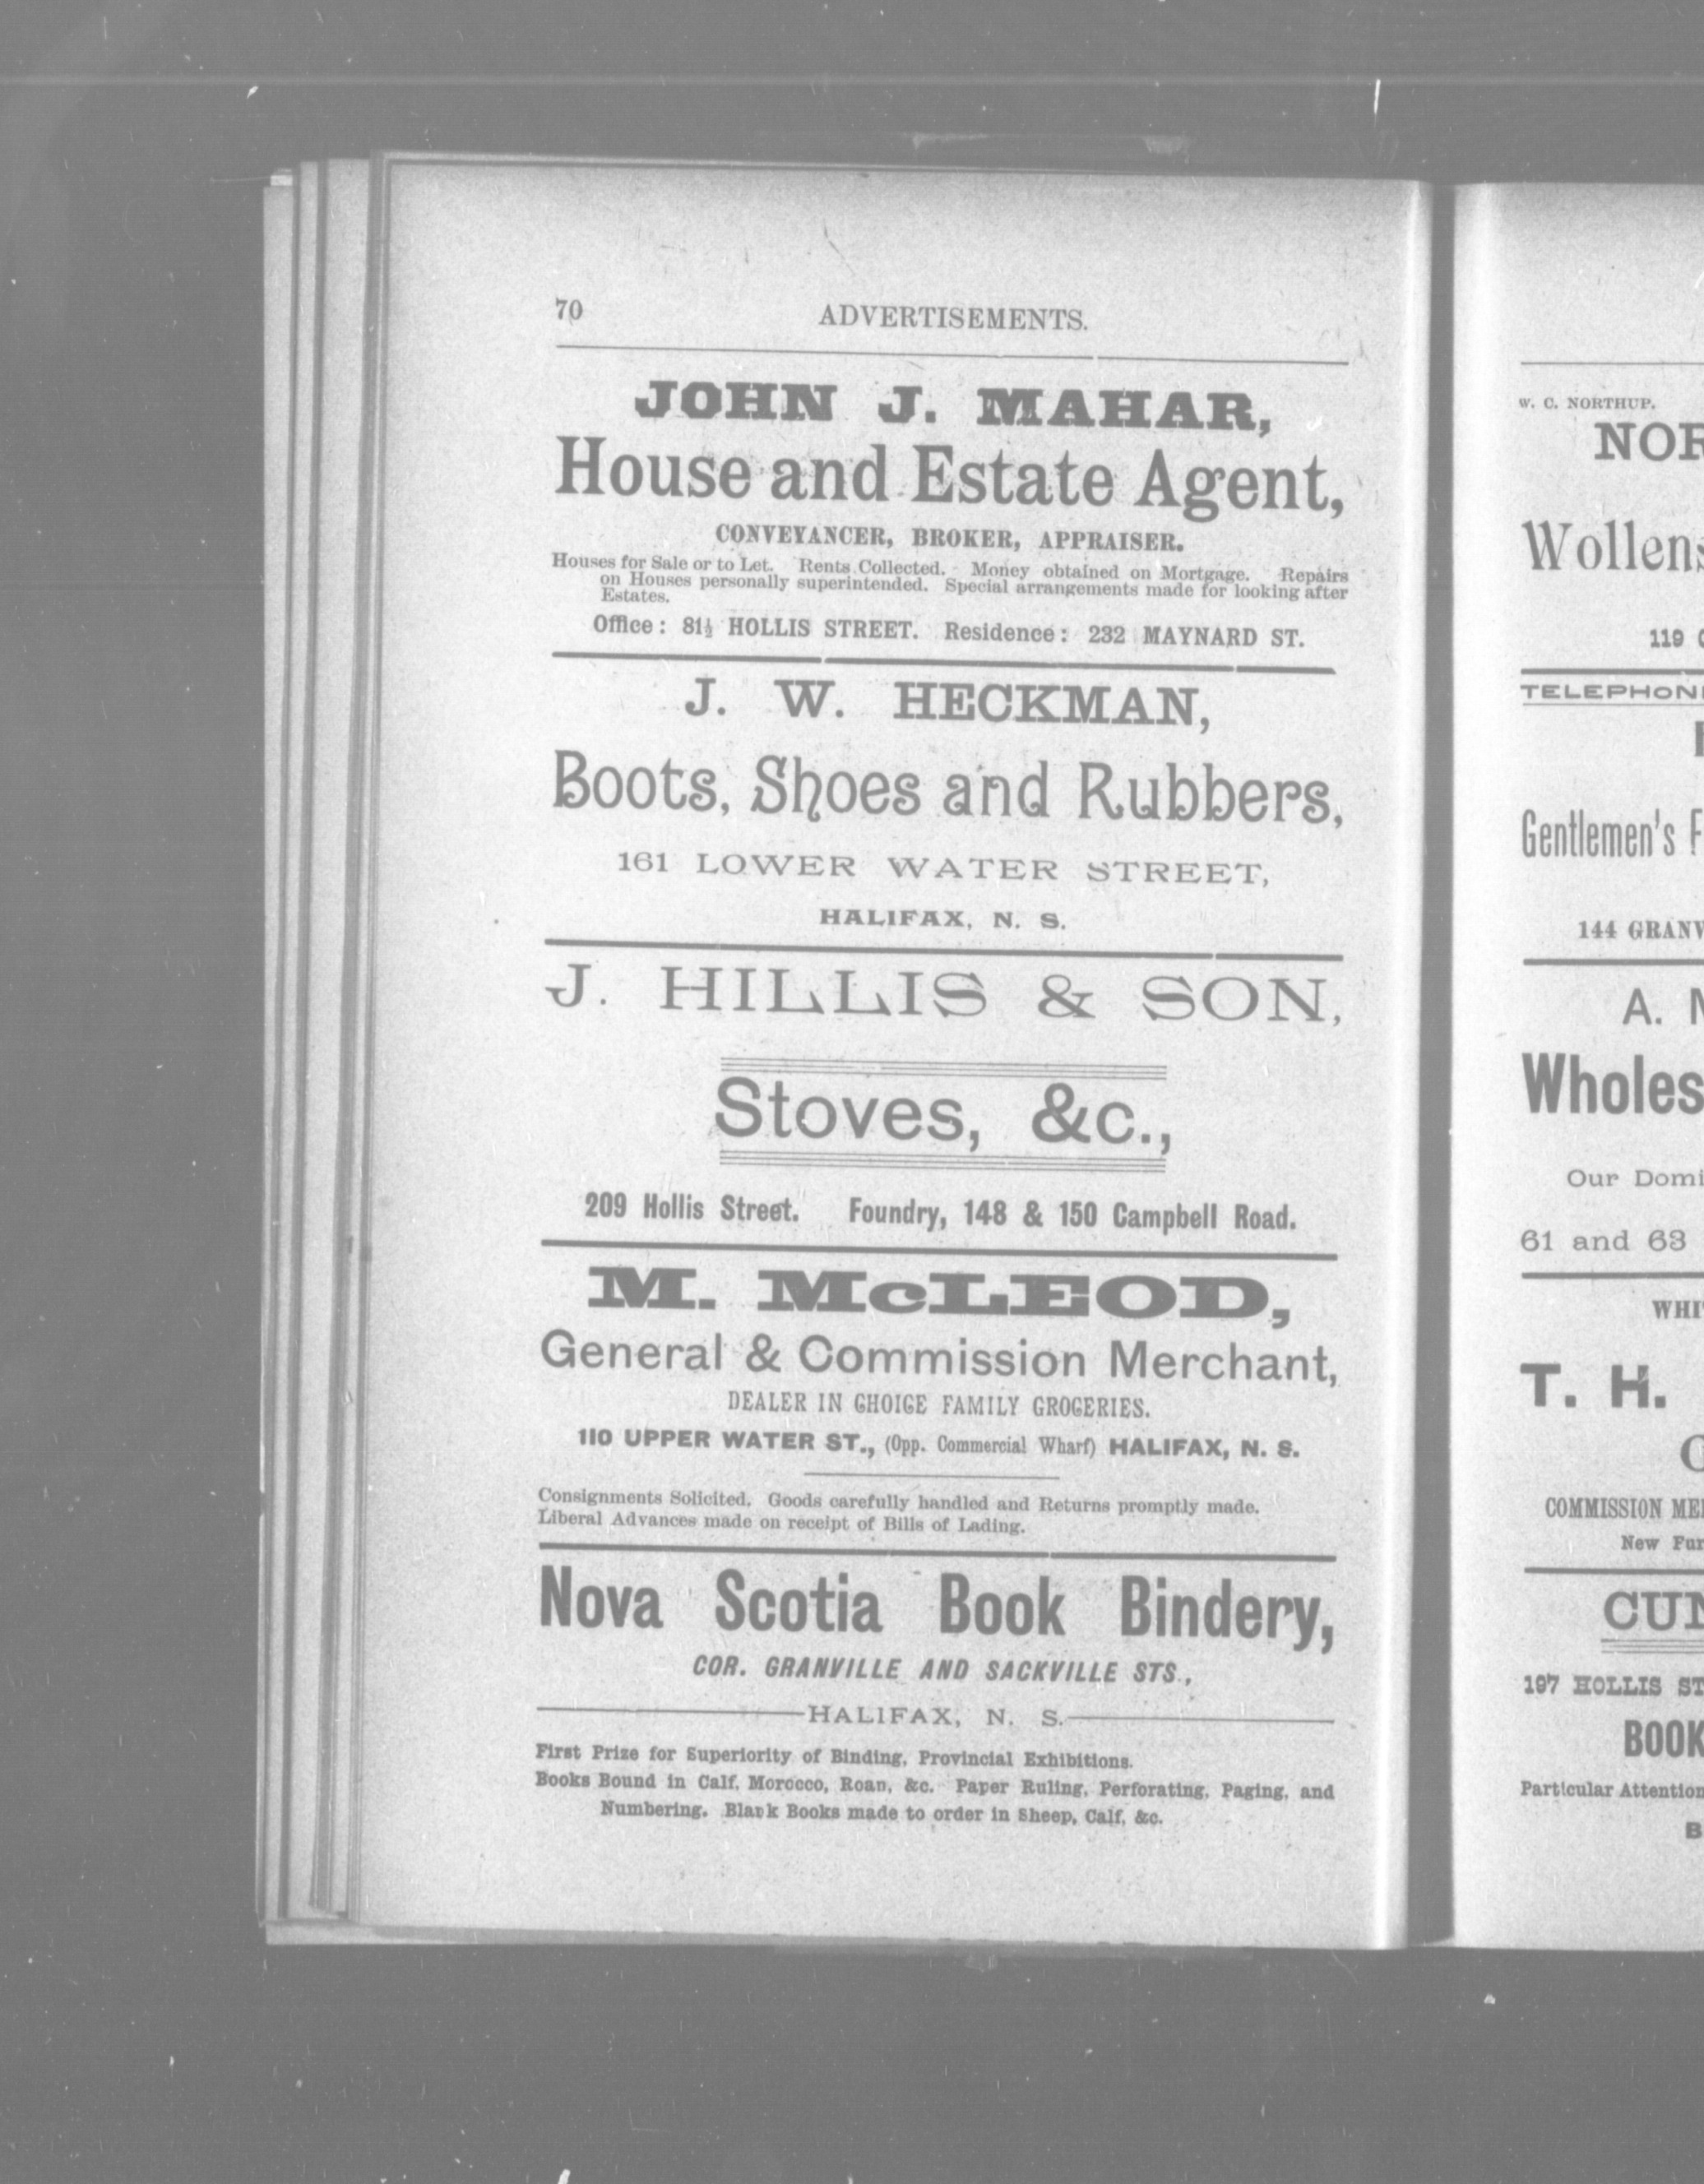 70
ADVERTISEMENTS.
JOHN J. MAHAR,
House and Estate Agent,
CONVEYANCER, BROKER, APPRAISER.
Houses for Sale or to Let. Rents Collected. Money obtained on Mortgage. Repairs
on Houses personally superintended. Special arrangements made for looking after
Estates.
Office: 81½ HOLLIS STREET. Residence: 232 MAYNARD ST.
J. W. HECKMAN,
Boots, Shoes and Rubbers,
161 LOWER WATER STREET,
HALIFAX, N. S.
J. HILLIS & SON,
Stoves, &c.,
209 Hollis Street. Foundry, 148 & 150 Campbell Road.
M. McLEOD,
General & Commission Merchant,
DEALER IN CHOICE FAMILY GROCERIES.
110 UPPER WATER ST., (Opp. Commercial Wharf) HALIFAX, N. S.
Consignments Solicited. Goods carefully handled and Returns promptly made.
Liberal Advances made on receipt of Bills of Lading.
Nova Scotia Book Bindery,
COR. GRANVILLE AND SACKVILLE STS.,
HALIFAX, N. S.
First Prize for Superiority of Binding, Provincial Exhibitions.
Books Bound in Calf, Morocco, Roan, &c. Paper Ruling, Perforating, Paging, and
Numbering. Blank Books made to order in Sheep, Calf, &c.
W. C. NORTHUP.
NOR
Wollens
119
TELEPHON
Gentlemen's F
144 GRANV
A.
Wholes
Our Domi
61 and 63
WHI
T. H.
COMMISSION ME
New Fur
CUN
197 HOLLIS ST
BOOK
Particular Attention
B